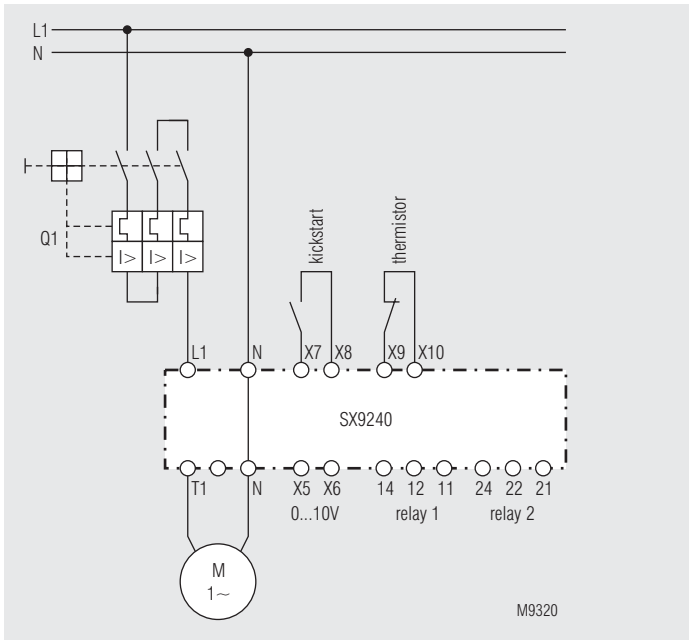 L1
N
Q1
I> I> I>
kickstart
thermistor
L1 N X7 X8 X9 X10
SX9240
T1 N X5 X6 14 12 11 24 22 21
0...10V relay 1 relay 2
M
1~
M9320